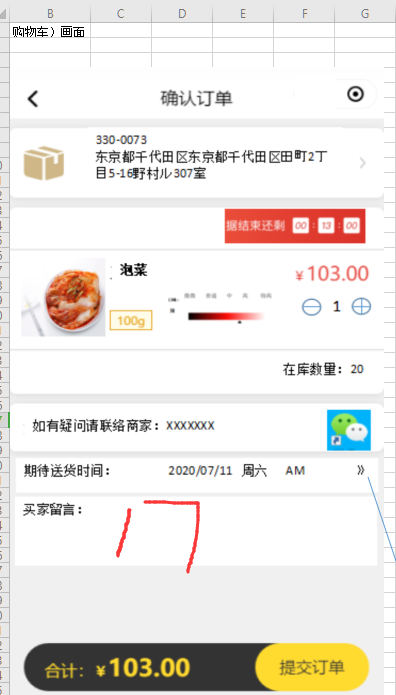 B C D E F G
购物车）画面
确认订单
330-0073
东京都千代田区东京都千代田区田町2丁
目5-16野村ル307室
据结束还剩 00 : 13 : 00
泡菜
¥103.00
100g
1
在库数量：20
如有疑问请联络商家：XXXXXXX
期待送货时间： 2020/07/11 周六 AM »
买家留言：
17
合计：¥103.00 提交订单